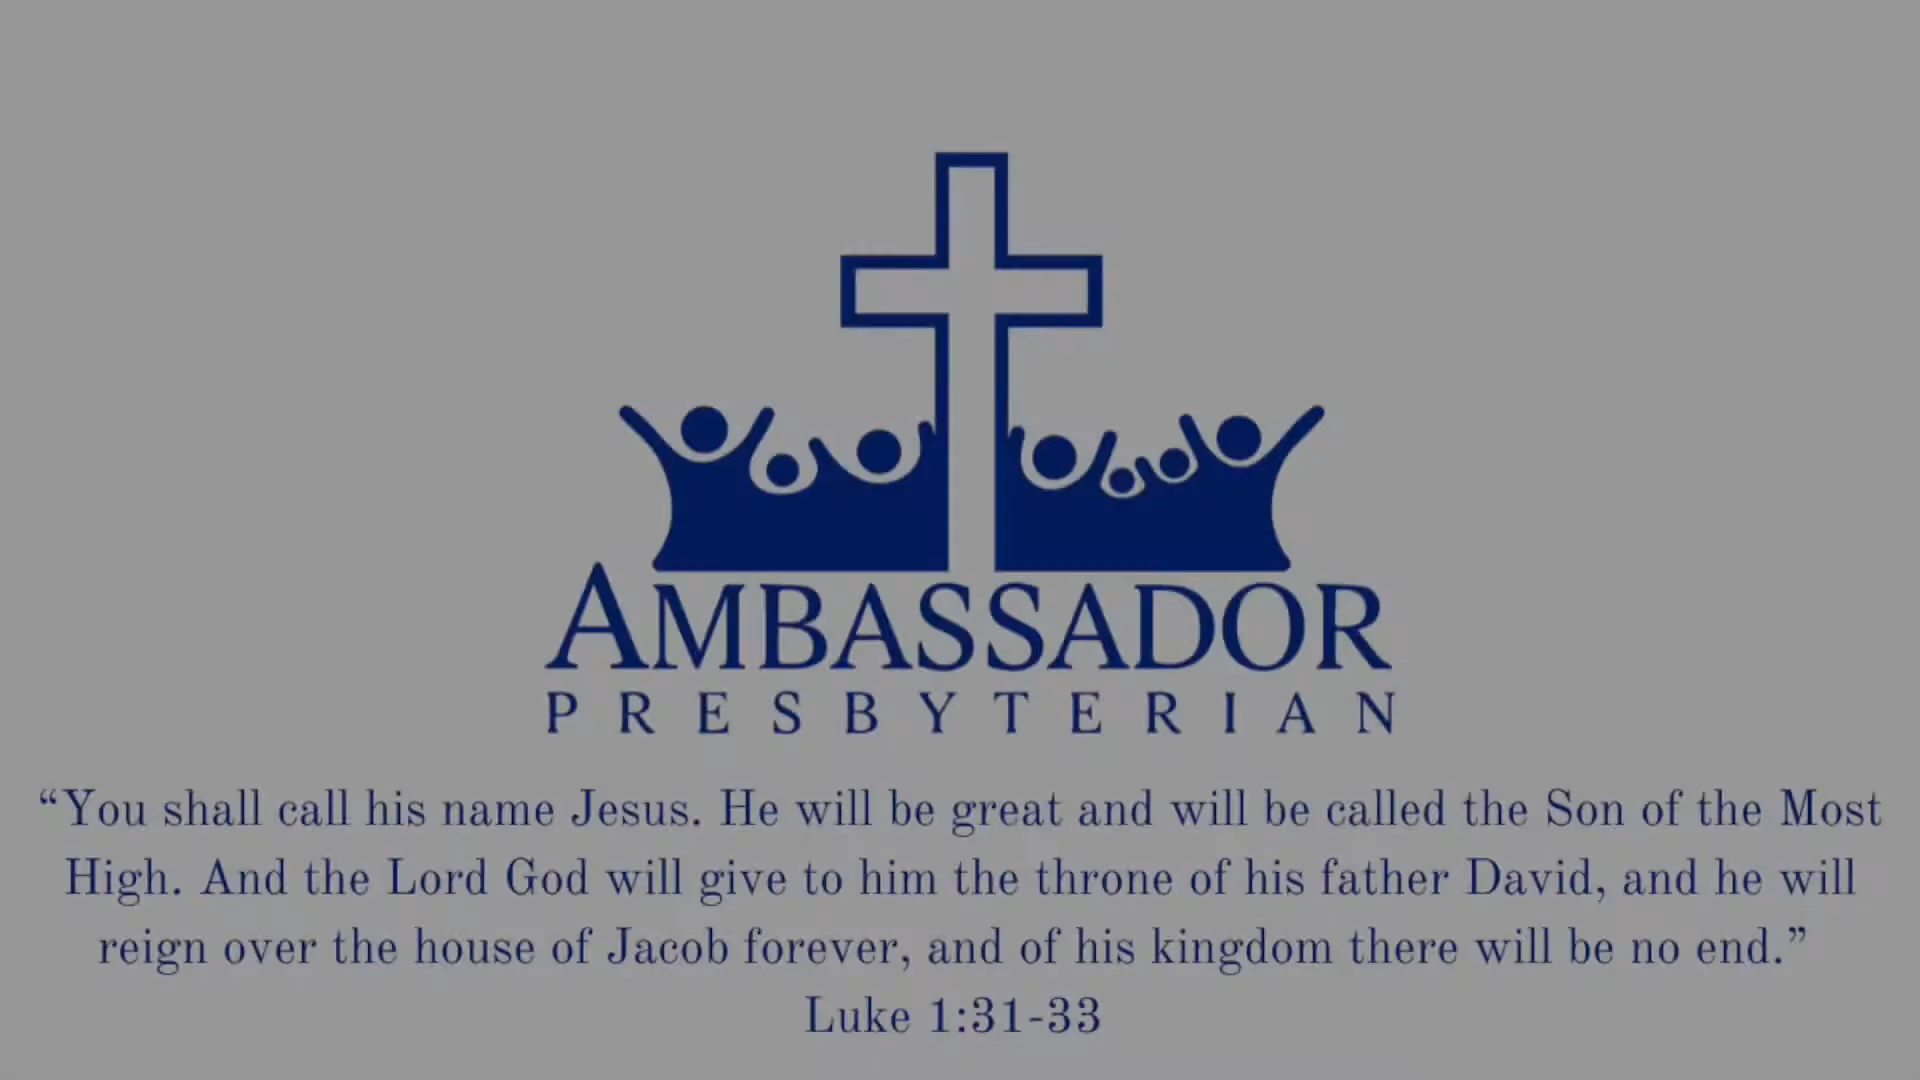 AMBASSADOR
PRESBYTERIAN
“You shall call his name Jesus. He will be great and will be called the Son of the Most
High. And the Lord God will give to him the throne of his father David, and he will
reign over the house of Jacob forever, and of his kingdom there will be no end.”
Luke 1:31-33